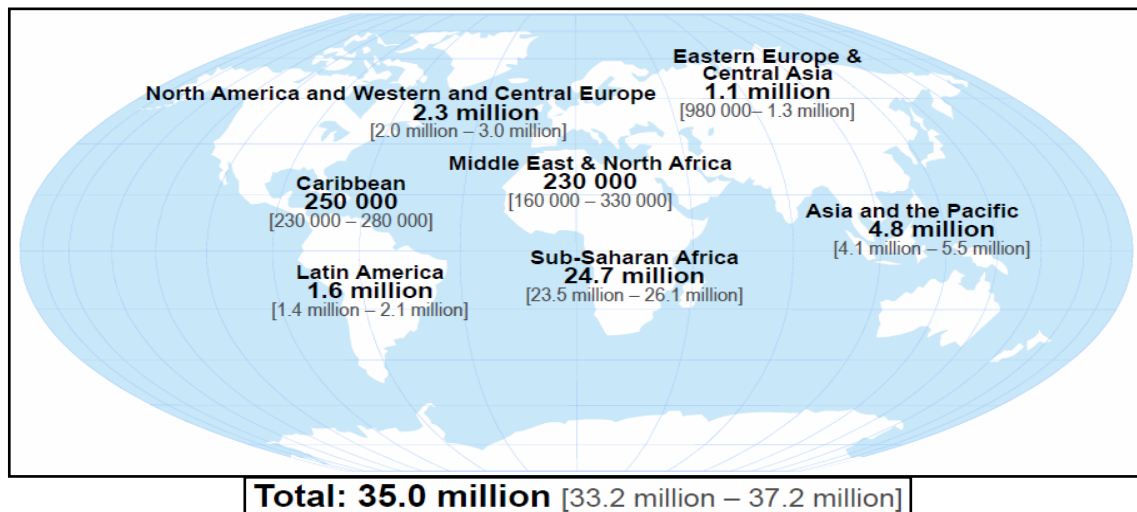 Eastern Europe &
Central Asia
1.1 million
[980 000– 1.3 million]
North America and Western and Central Europe
2.3 million
[2.0 million – 3.0 million]
Middle East & North Africa
230 000
[160 000 – 330 000]
Caribbean
250 000
[230 000 – 280 000]
Asia and the Pacific
4.8 million
[4.1 million – 5.5 million]
Sub-Saharan Africa
24.7 million
[23.5 million – 26.1 million]
Latin America
1.6 million
[1.4 million – 2.1 million]
Total: 35.0 million [33.2 million – 37.2 million]